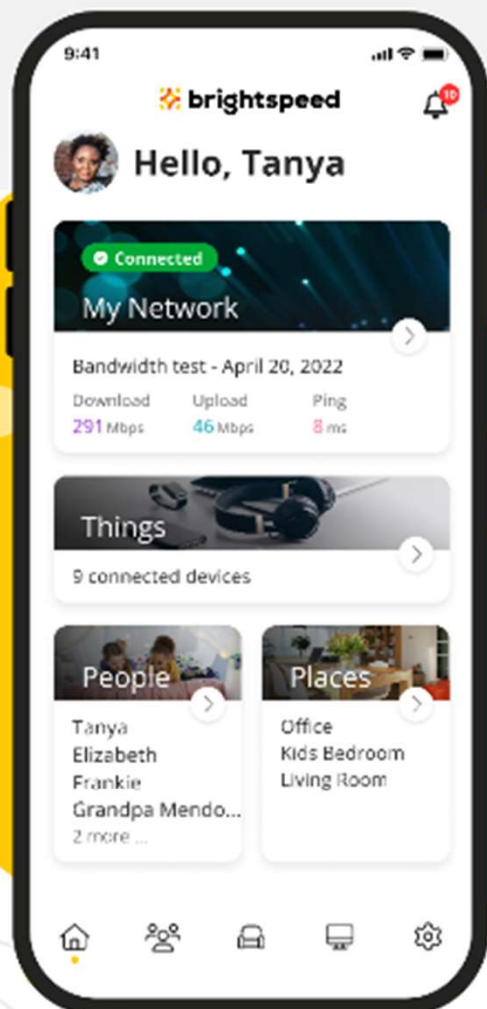 9:41
brightspeed
10
Hello, Tanya
Connected
My Network
Bandwidth test - April 20, 2022
Download Upload Ping
291 Mbps 46 Mbps 8 ms
Things
9 connected devices
People
Tanya
Elizabeth
Frankie
Grandpa Mendo...
2 more ...
Places
Office
Kids Bedroom
Living Room